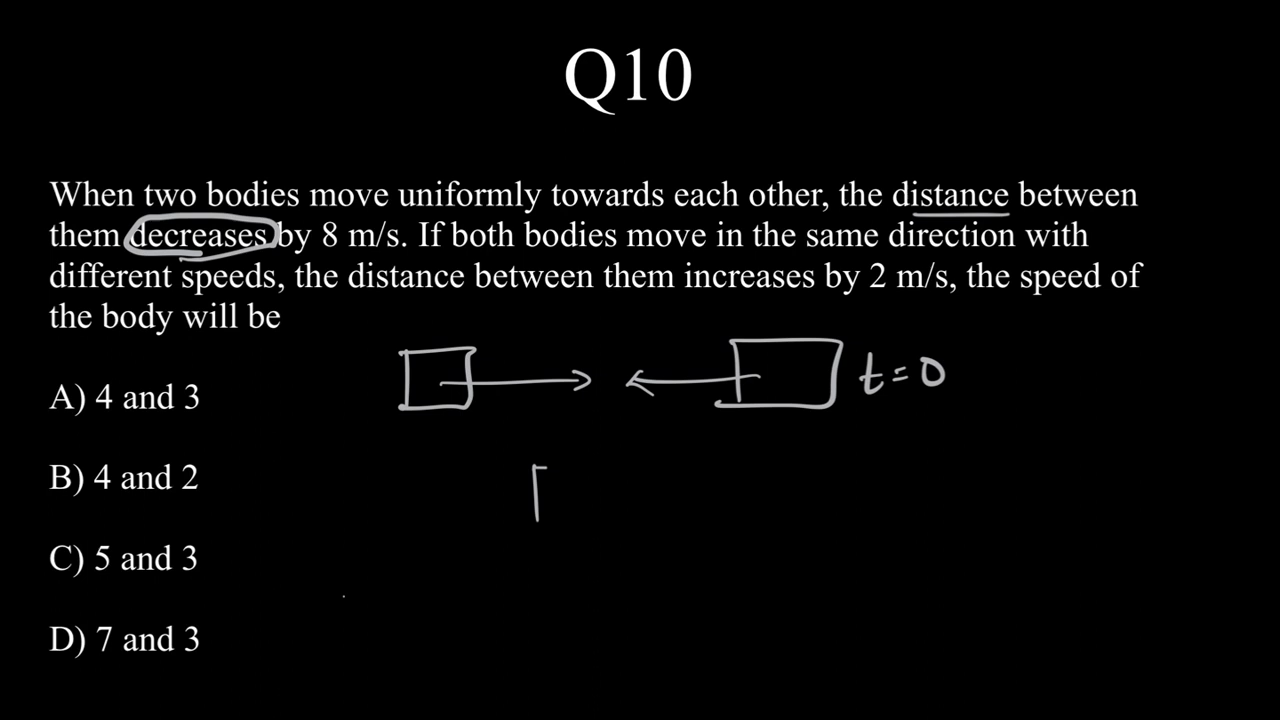 Q10
When two bodies move uniformly towards each other, the distance between
them decreases by 8 m/s. If both bodies move in the same direction with
different speeds, the distance between them increases by 2 m/s, the speed of
the body will be
t=0
A) 4 and 3
B) 4 and 2
C) 5 and 3
D) 7 and 3